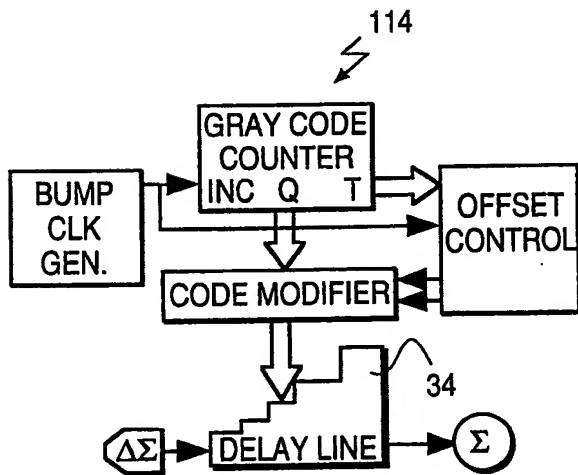 114
GRAY CODE
COUNTER
INC Q T
BUMP
CLK
GEN.
OFFSET
CONTROL
CODE MODIFIER
34
ΔΣ
DELAY LINE
Σ